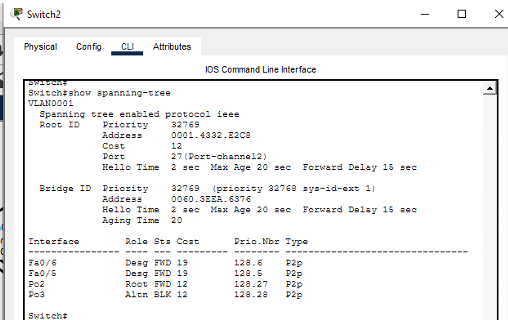 Switch2
Physical Config CLI Attributes
IOS Command Line Interface
Switch#
Switch#show spanning-tree
VLAN0001
Spanning tree enabled protocol ieee
Root ID Priority 32769
Address 0001.4332.E2C8
Cost 12
Port 27(Port-channel2)
Hello Time 2 sec Max Age 20 sec Forward Delay 15 sec
Bridge ID Priority 32769 (priority 32768 sys-id-ext 1)
Address 0060.3EEA.6376
Hello Time 2 sec Max Age 20 sec Forward Delay 15 sec
Aging Time 20
Interface Role Sts Cost Prio.Nbr Type
---------------- ---- --- --------- -------- --------------------------------
Fa0/6 Desg FWD 19 128.6 P2p
Fa0/5 Desg FWD 19 128.5 P2p
Po2 Root FWD 12 128.27 P2p
Po3 Altn BLK 12 128.28 P2p
Switch#